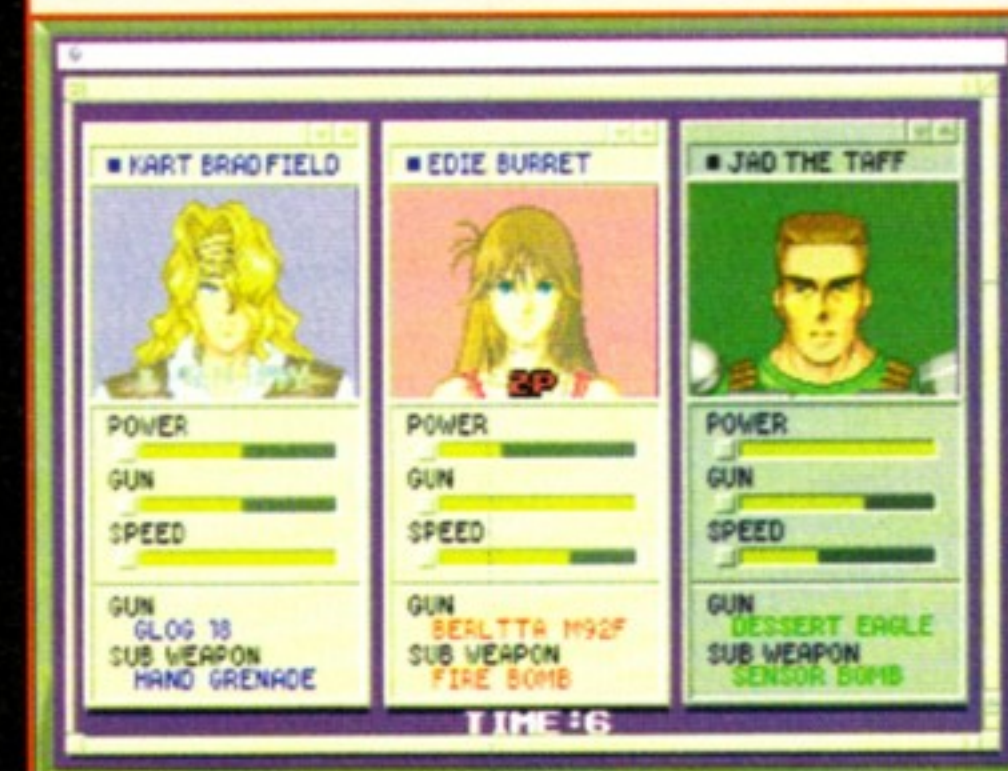 KART BRADFIELD
POWER
GUN
SPEED
GUN
GLOG 18
SUB WEAPON
HAND GRENADE
EDIE BURRET
2P
POWER
GUN
SPEED
GUN
BERLTTA M92F
SUB WEAPON
FIRE BOMB
JAD THE TAFF
POWER
GUN
SPEED
GUN
DESSERT EAGLE
SUB WEAPON
SENSOR BOMB
TIME:6